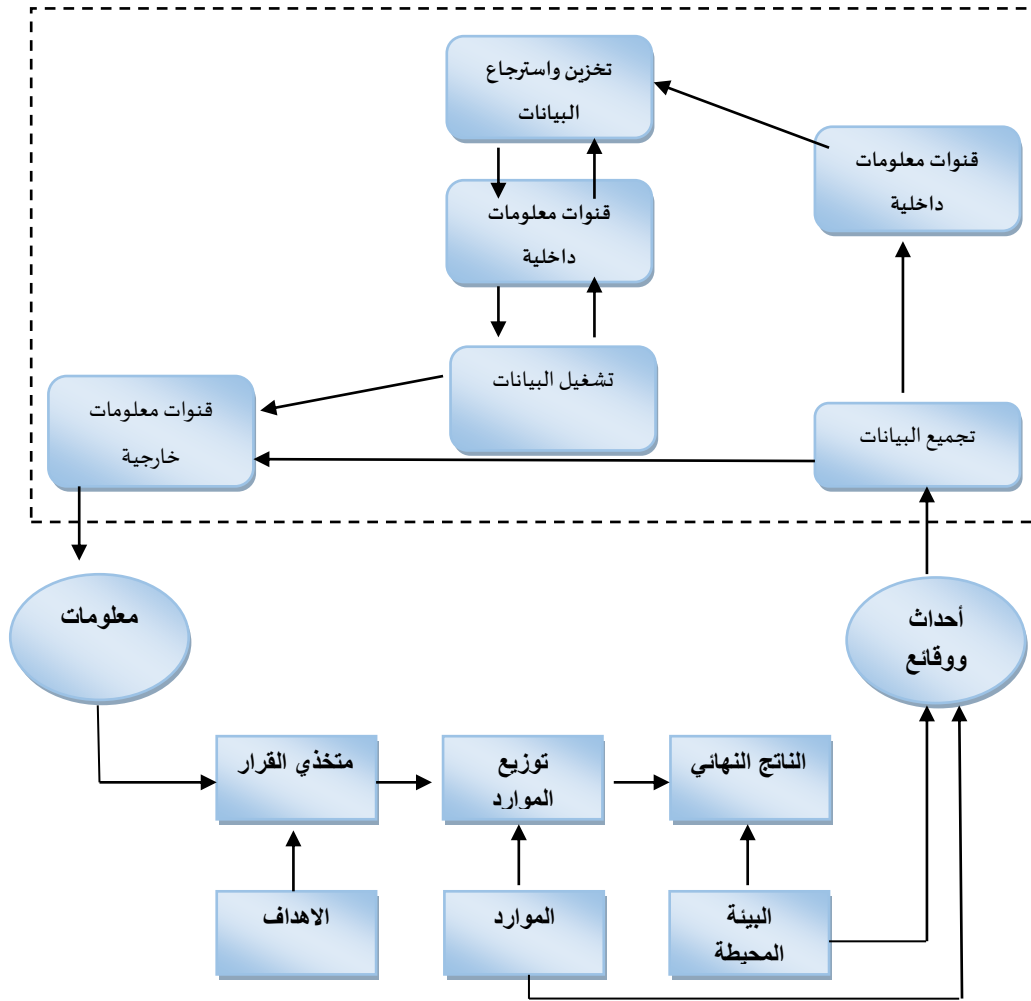 تخزين واسترجاع
البيانات
قنوات معلومات
داخلية
قنوات معلومات
داخلية
تشغيل البيانات
قنوات معلومات
خارجية
تجميع البيانات
معلومات
أحداث
ووقائع
متخذي القرار
توزيع
الموارد
الناتج النهائي
الاهداف
الموارد
البيئة
المحيطة